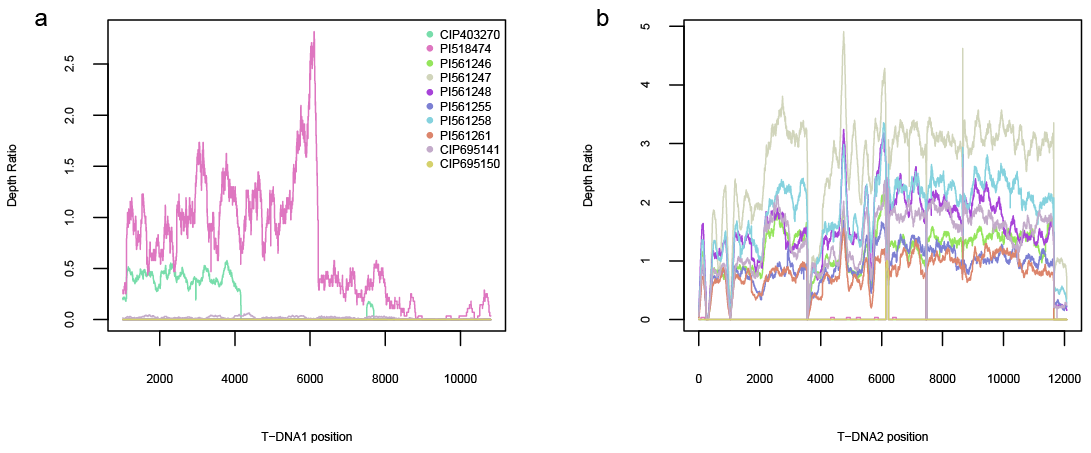 a
Depth Ratio
0.0
0.5
1.0
1.5
2.0
2.5
2000
4000
6000
8000
10000
T−DNA1 position
CIP403270
PI518474
PI561246
PI561247
PI561248
PI561255
PI561258
PI561261
CIP695141
CIP695150
b
Depth Ratio
0
1
2
3
4
5
0
2000
4000
6000
8000
10000
12000
T−DNA2 position